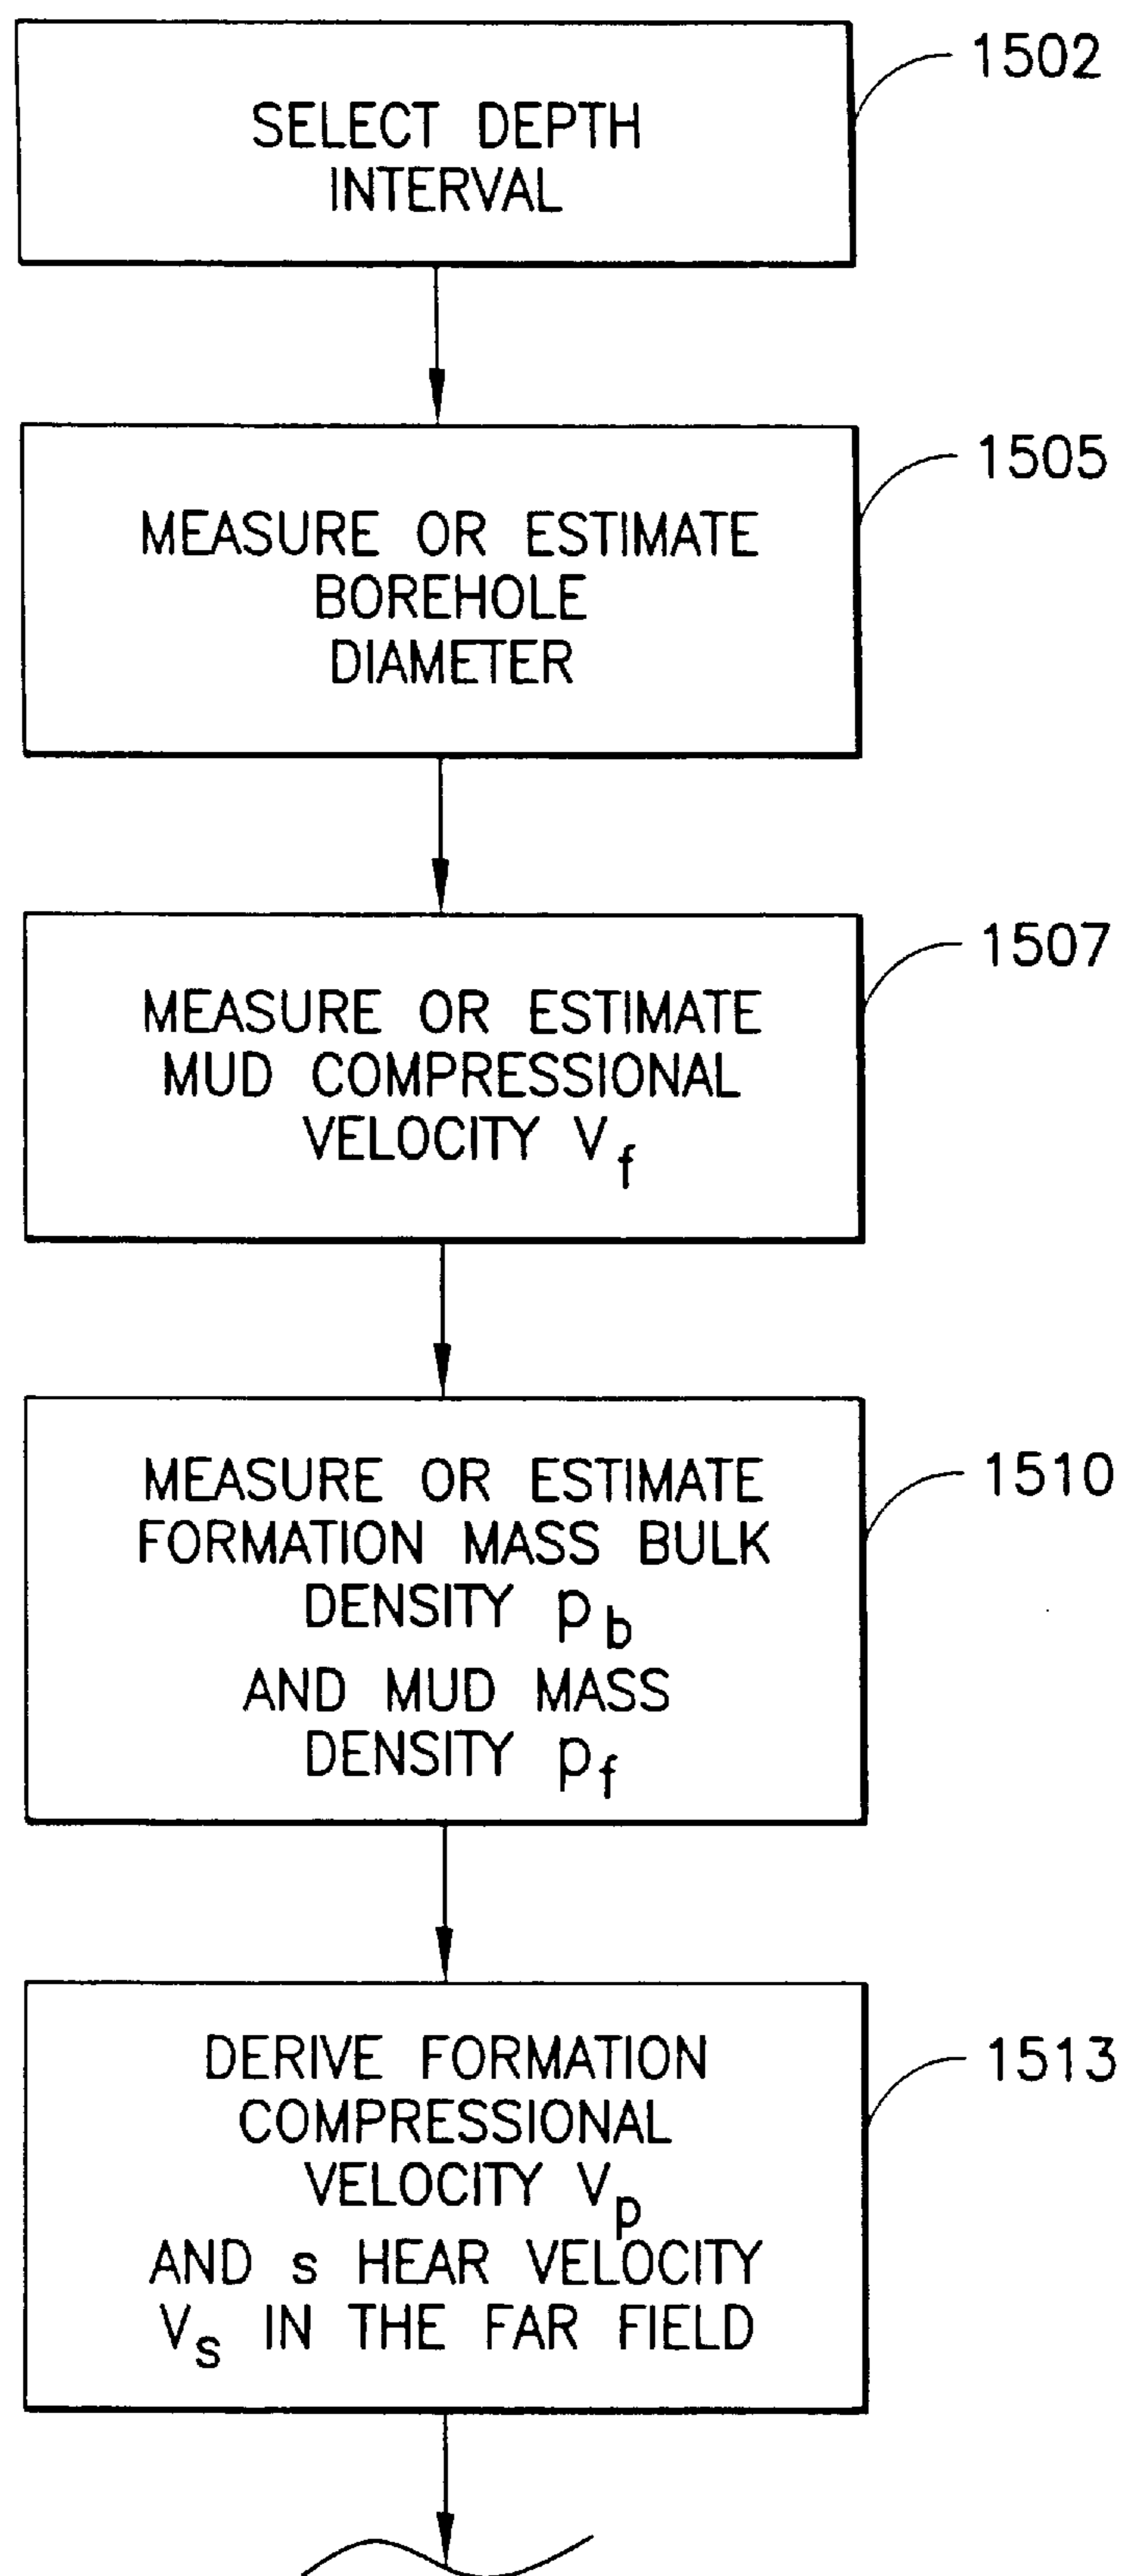 1502
SELECT DEPTH
INTERVAL
1505
MEASURE OR ESTIMATE
BOREHOLE
DIAMETER
1507
MEASURE OR ESTIMATE
MUD COMPRESSIONAL
VELOCITY Vf
1510
MEASURE OR ESTIMATE
FORMATION MASS BULK
DENSITY pb
AND MUD MASS
DENSITY pf
1513
DERIVE FORMATION
COMPRESSIONAL
VELOCITY Vp
AND s HEAR VELOCITY
Vs IN THE FAR FIELD